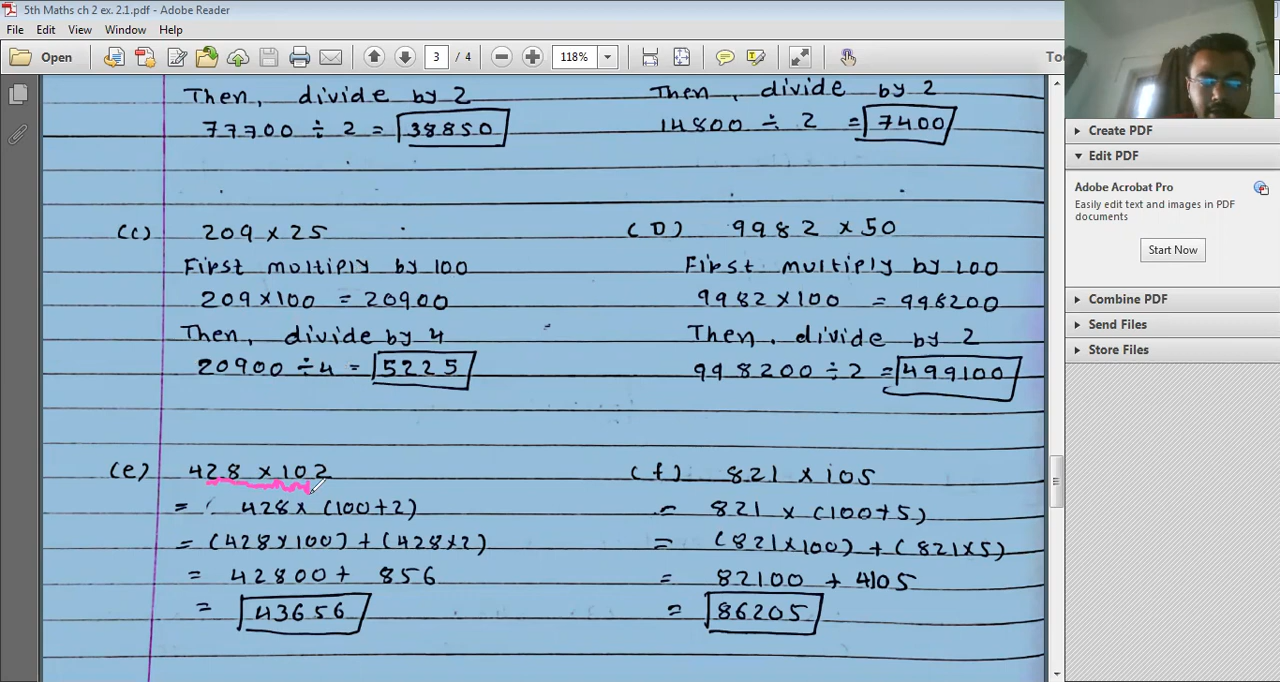 5th Maths ch 2 ex. 2.1.pdf - Adobe Reader
File Edit View Window Help
Open 3 / 4 118%
Create PDF
Edit PDF
Adobe Acrobat Pro
Easily edit text and images in PDF
documents
Start Now
Combine PDF
Send Files
Store Files
Then, divide by 2
77700 ÷ 2 = 38850
Then, divide by 2
14800 ÷ 2 = 7400
(c) 209 × 25
First multiply by 100
209 × 100 = 20900
Then, divide by 4
20900 ÷ 4 = 5225
(D) 9982 × 50
First multiply by 100
9982 × 100 = 998200
Then, divide by 2
998200 ÷ 2 = 499100
(e) 428 × 102
= 428 × (100+2)
= (428 × 100) + (428 × 2)
= 42800 + 856
= 43656
(f) 821 × 105
= 821 × (100+5)
= (821 × 100) + (821 × 5)
= 82100 + 4105
= 86205